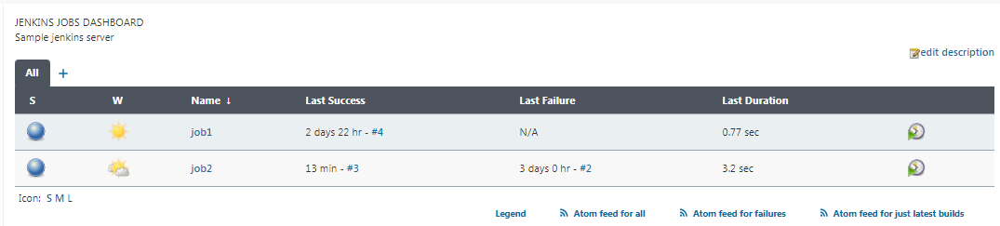 JENKINS JOBS DASHBOARD
Sample jenkins server
edit description
All +
S W Name ↓ Last Success Last Failure Last Duration
job1 2 days 22 hr - #4 N/A 0.77 sec
job2 13 min - #3 3 days 0 hr - #2 3.2 sec
Icon: S M L
Legend Atom feed for all Atom feed for failures Atom feed for just latest builds